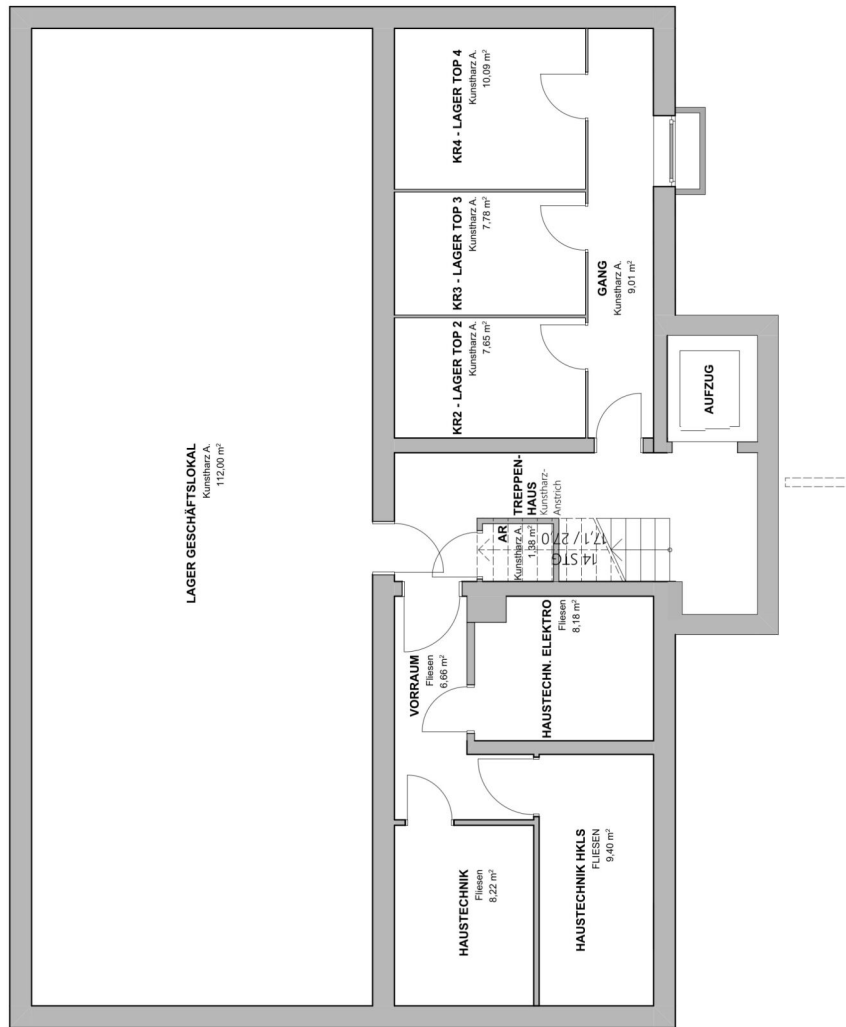 LAGER GESCHÄFTSLOKAL
Kunstharz A.
112,00 m²
KR4 - LAGER TOP 4
Kunstharz A.
10,09 m²
KR3 - LAGER TOP 3
Kunstharz A.
7,78 m²
KR2 - LAGER TOP 2
Kunstharz A.
7,65 m²
GANG
Kunstharz A.
9,01 m²
AUFZUG
TREPPEN-
HAUS
Kunstharz-
Anstrich
AR
Kunstharz A.
1,38 m²
14 STG
17,1 / 27,0
VORRAUM
Fliesen
6,66 m²
HAUSTECHN. ELEKTRO
Fliesen
8,18 m²
HAUSTECHNIK
Fliesen
8,22 m²
HAUSTECHNIK HKLS
FLIESEN
9,40 m²